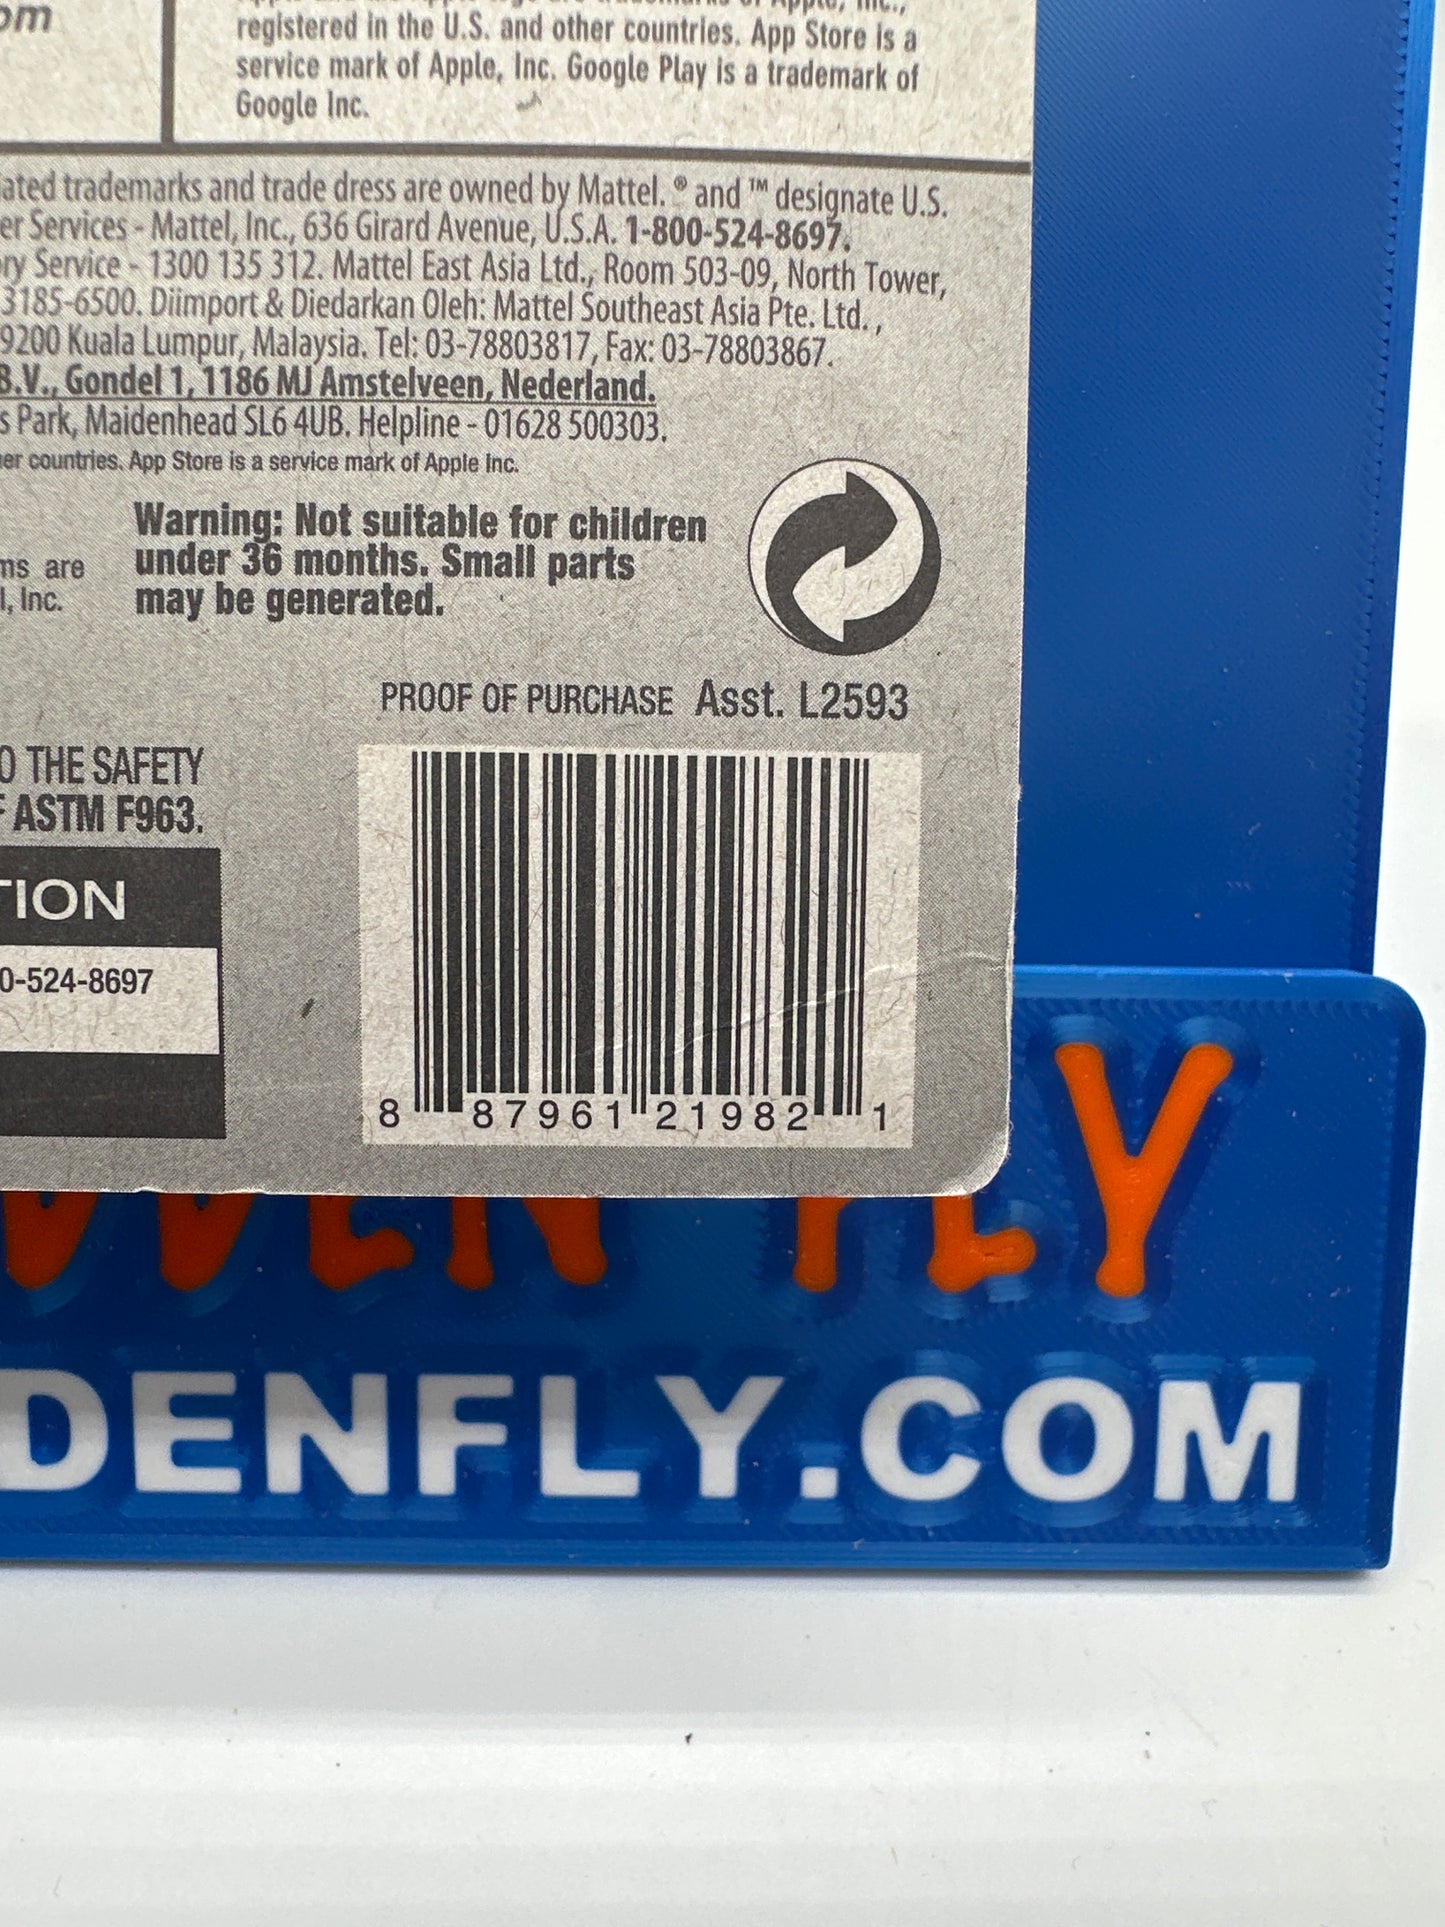 om
registered in the U.S. and other countries. App Store is a
service mark of Apple, Inc. Google Play is a trademark of
Google Inc.
trademarks and trade dress are owned by Mattel. ® and ™ designate U.S.
Services - Mattel, Inc., 636 Girard Avenue, U.S.A. 1-800-524-8697.
Service - 1300 135 312. Mattel East Asia Ltd., Room 503-09, North Tower,
3185-6500. Diimport & Diedarkan Oleh: Mattel Southeast Asia Pte. Ltd.,
9200 Kuala Lumpur, Malaysia. Tel: 03-78803817, Fax: 03-78803867.
B.V., Gondel 1, 1186 MJ Amstelveen, Nederland.
s Park, Maidenhead SL6 4UB. Helpline - 01628 500303.
er countries. App Store is a service mark of Apple Inc.
Warning: Not suitable for children
under 36 months. Small parts
may be generated.
ms are
l, Inc.
PROOF OF PURCHASE Asst. L2593
O THE SAFETY
F ASTM F963.
TION
0-524-8697
8 87961 21982 1
FLY
DENFLY.COM